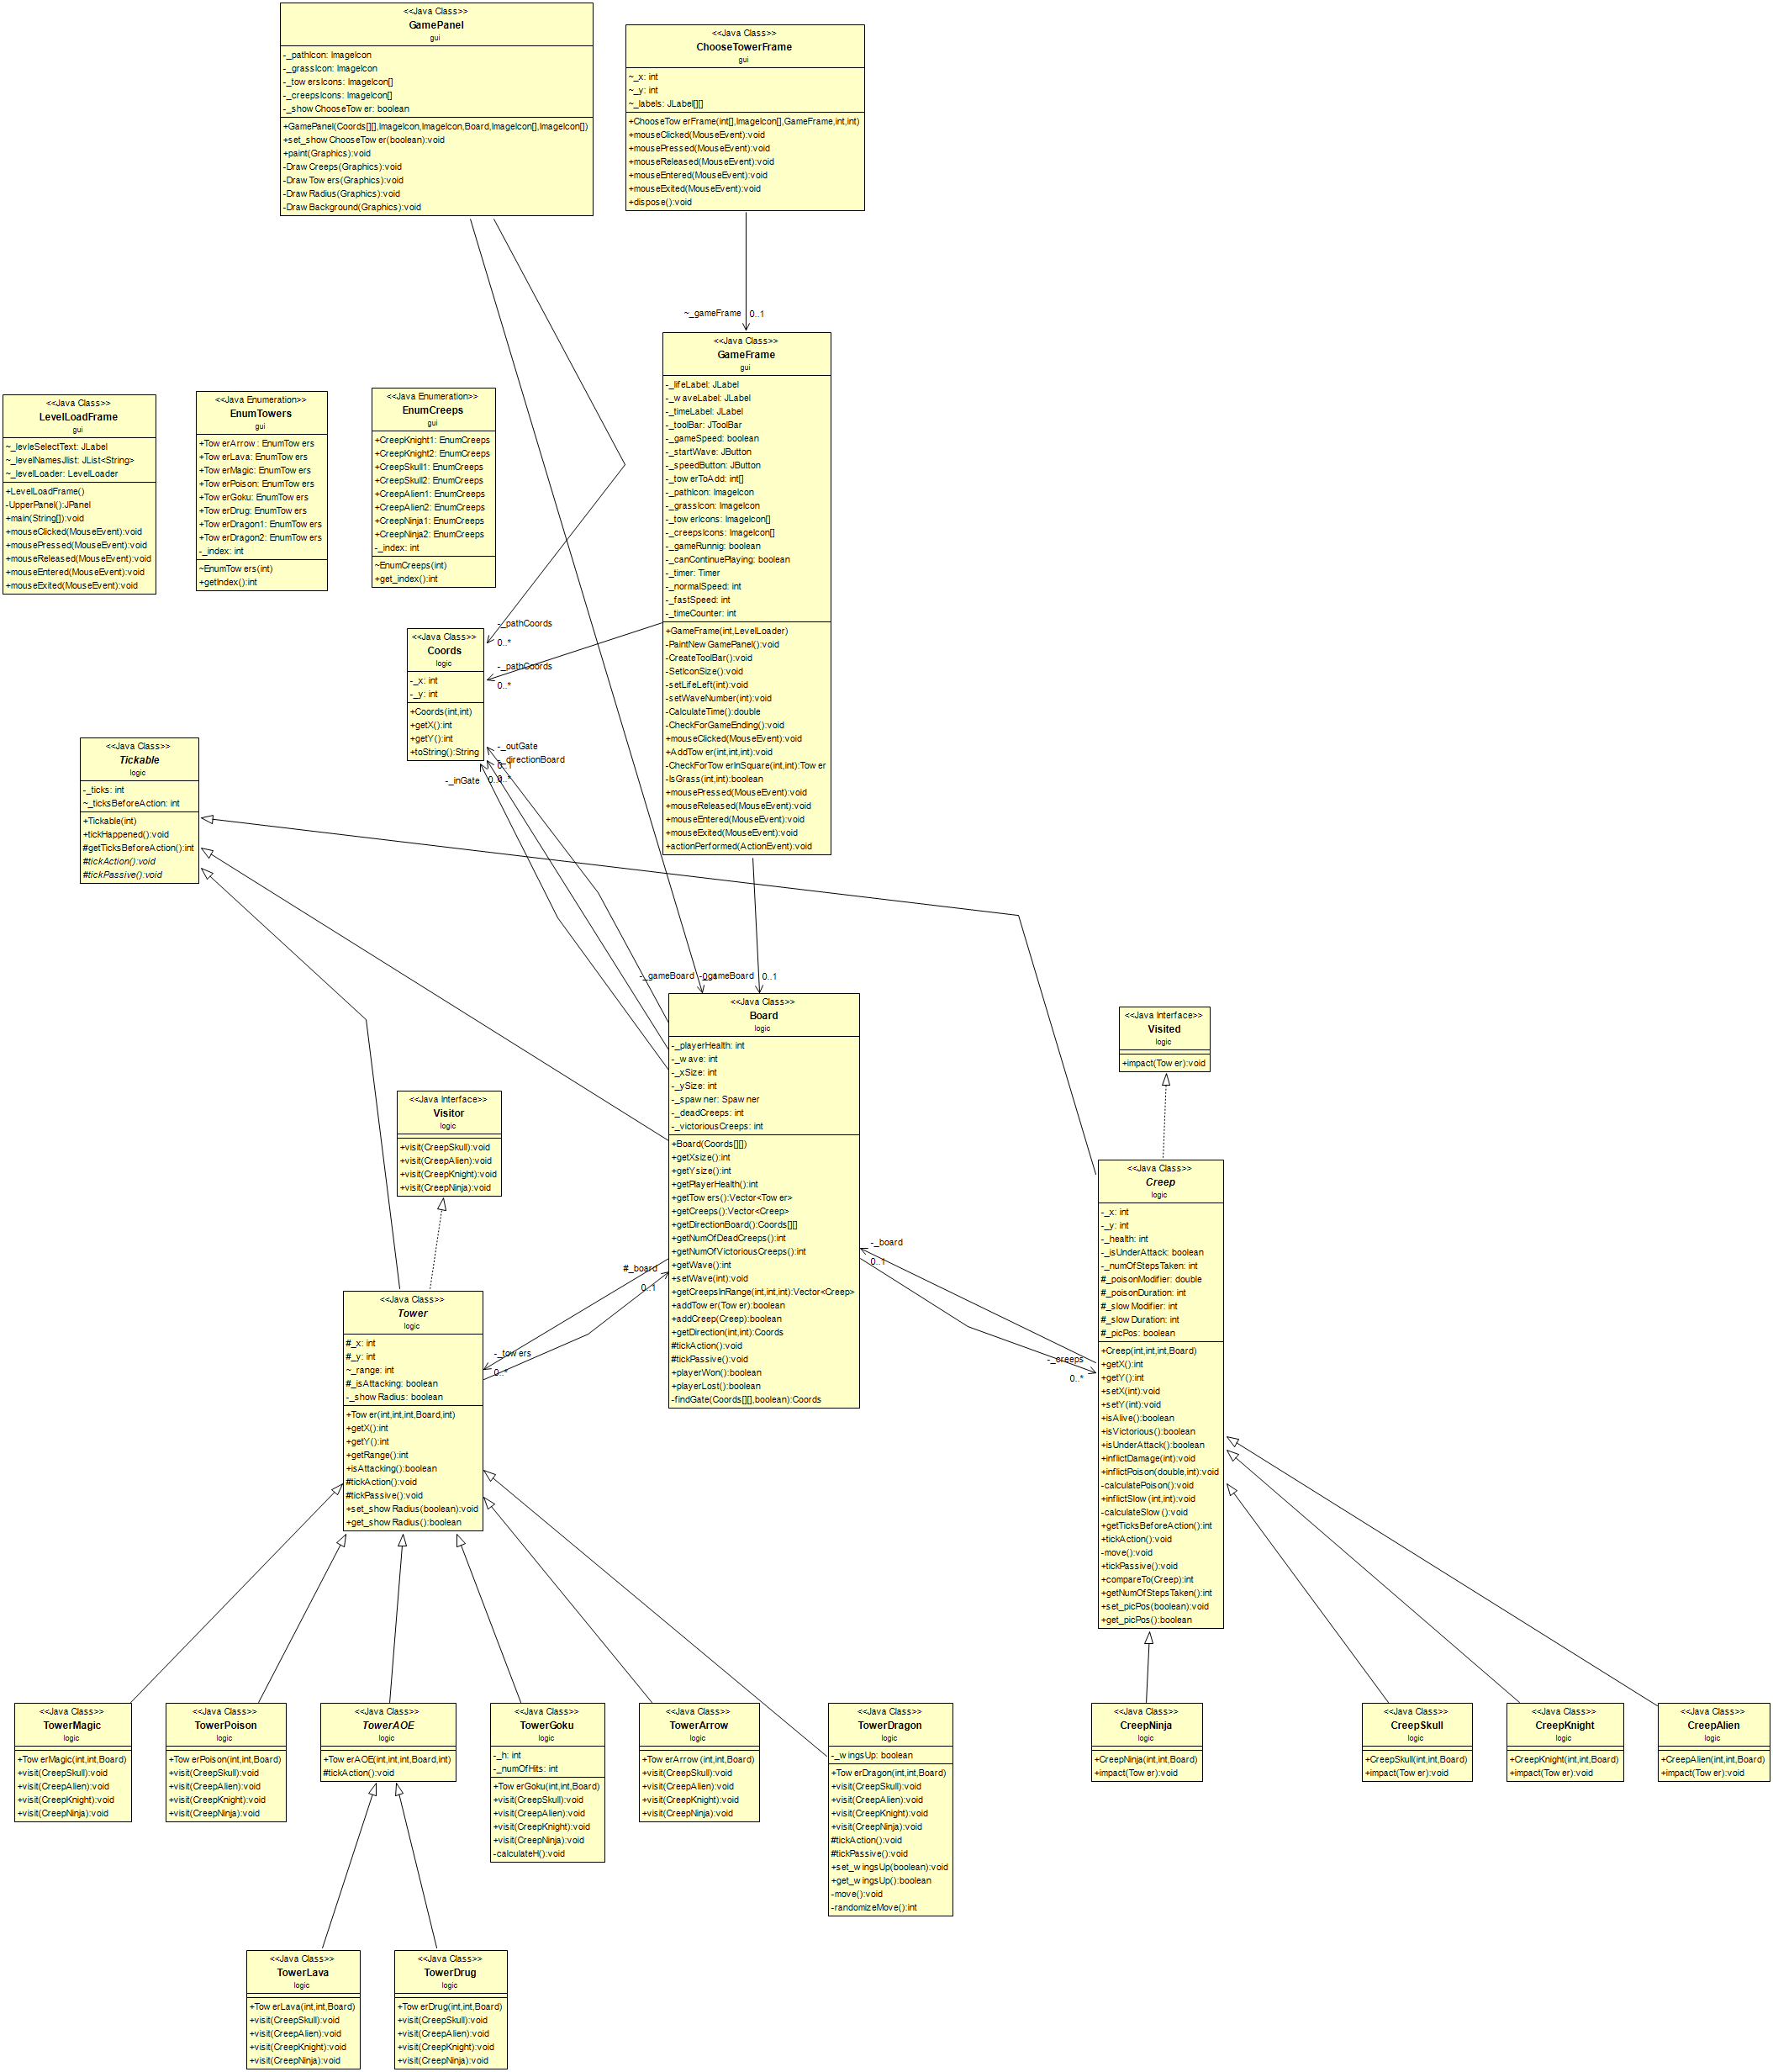 <<Java Class>>
GamePanel
gui
-_pathIcon: ImageIcon
-_grassIcon: ImageIcon
-_towersIcons: ImageIcon[]
-_creepsIcons: ImageIcon[]
-_showChooseTower: boolean
+GamePanel(Coords[][],ImageIcon,ImageIcon,Board,ImageIcon[],ImageIcon[])
+set_showChooseTower(boolean):void
+paint(Graphics):void
-DrawCreeps(Graphics):void
-DrawTowers(Graphics):void
-DrawRadius(Graphics):void
-DrawBackground(Graphics):void
<<Java Class>>
ChooseTowerFrame
gui
~_x: int
~_y: int
~_labels: JLabel[][]
+ChooseTowerFrame(int[],ImageIcon[],GameFrame,int,int)
+mouseClicked(MouseEvent):void
+mousePressed(MouseEvent):void
+mouseReleased(MouseEvent):void
+mouseEntered(MouseEvent):void
+mouseExited(MouseEvent):void
+dispose():void
~_gameFrame
0..1
<<Java Class>>
GameFrame
gui
-_lifeLabel: JLabel
-_waveLabel: JLabel
-_timeLabel: JLabel
-_toolBar: JToolBar
-_gameSpeed: boolean
-_startWave: JButton
-_speedButton: JButton
-_towerToAdd: int[]
-_pathIcon: ImageIcon
-_grassIcon: ImageIcon
-_towerIcons: ImageIcon[]
-_creepsIcons: ImageIcon[]
-_gameRunnig: boolean
-_canContinuePlaying: boolean
-_timer: Timer
-_normalSpeed: int
-_fastSpeed: int
-_timeCounter: int
+GameFrame(int,LevelLoader)
-PaintNewGamePanel():void
-CreateToolBar():void
-SetIconSize():void
-setLifeLeft(int):void
-setWaveNumber(int):void
-CalculateTime():double
-CheckForGameEnding():void
+mouseClicked(MouseEvent):void
+AddTower(int,int,int):void
-CheckForTowerInSquare(int,int):Tower
-IsGrass(int,int):boolean
+mousePressed(MouseEvent):void
+mouseReleased(MouseEvent):void
+mouseEntered(MouseEvent):void
+mouseExited(MouseEvent):void
+actionPerformed(ActionEvent):void
<<Java Class>>
LevelLoadFrame
gui
~_levleSelectText: JLabel
~_levelNamesJlist: JList<String>
~_levelLoader: LevelLoader
+LevelLoadFrame()
-UpperPanel():JPanel
+main(String[]):void
+mouseClicked(MouseEvent):void
+mousePressed(MouseEvent):void
+mouseReleased(MouseEvent):void
+mouseEntered(MouseEvent):void
+mouseExited(MouseEvent):void
<<Java Enumeration>>
EnumTowers
gui
+TowerArrow: EnumTowers
+TowerLava: EnumTowers
+TowerMagic: EnumTowers
+TowerPoison: EnumTowers
+TowerGoku: EnumTowers
+TowerDrug: EnumTowers
+TowerDragon1: EnumTowers
+TowerDragon2: EnumTowers
-_index: int
~EnumTowers(int)
+getIndex():int
<<Java Enumeration>>
EnumCreeps
gui
+CreepKnight1: EnumCreeps
+CreepKnight2: EnumCreeps
+CreepSkull1: EnumCreeps
+CreepSkull2: EnumCreeps
+CreepAlien1: EnumCreeps
+CreepAlien2: EnumCreeps
+CreepNinja1: EnumCreeps
+CreepNinja2: EnumCreeps
-_index: int
~EnumCreeps(int)
+get_index():int
-_pathCoords
0..*
-_pathCoords
0..*
<<Java Class>>
Coords
logic
-_x: int
-_y: int
+Coords(int,int)
+getX():int
+getY():int
+toString():String
-_outGate
0..1
_directionBoard
0..*
-_inGate
<<Java Class>>
Tickable
logic
-_ticks: int
~_ticksBeforeAction: int
+Tickable(int)
+tickHappened():void
#getTicksBeforeAction():int
#tickAction():void
#tickPassive():void
-_gameBoard
0..1
-_gameBoard
0..1
<<Java Class>>
Board
logic
-_playerHealth: int
-_wave: int
-_xSize: int
-_ySize: int
-_spawner: Spawner
-_deadCreeps: int
-_victoriousCreeps: int
+Board(Coords[][])
+getXsize():int
+getYsize():int
+getPlayerHealth():int
+getTowers():Vector<Tower>
+getCreeps():Vector<Creep>
+getDirectionBoard():Coords[][]
+getNumOfDeadCreeps():int
+getNumOfVictoriousCreeps():int
+getWave():int
+setWave(int):void
+getCreepsInRange(int,int,int):Vector<Creep>
+addTower(Tower):boolean
+addCreep(Creep):boolean
+getDirection(int,int):Coords
#tickAction():void
#tickPassive():void
+playerWon():boolean
+playerLost():boolean
-findGate(Coords[][],boolean):Coords
<<Java Interface>>
Visited
logic
+impact(Tower):void
<<Java Interface>>
Visitor
logic
+visit(CreepSkull):void
+visit(CreepAlien):void
+visit(CreepKnight):void
+visit(CreepNinja):void
<<Java Class>>
Creep
logic
-_x: int
-_y: int
-_health: int
-_isUnderAttack: boolean
-_numOfStepsTaken: int
#_poisonModifier: double
#_poisonDuration: int
#_slowModifier: int
#_slowDuration: int
#_picPos: boolean
+Creep(int,int,int,Board)
+getX():int
+getY():int
+setX(int):void
+setY(int):void
+isAlive():boolean
+isVictorious():boolean
+isUnderAttack():boolean
+inflictDamage(int):void
+inflictPoison(double,int):void
-calculatePoison():void
+inflictSlow(int,int):void
-calculateSlow():void
+getTicksBeforeAction():int
+tickAction():void
-move():void
+tickPassive():void
+compareTo(Creep):int
+getNumOfStepsTaken():int
+set_picPos(boolean):void
+get_picPos():boolean
-_board
0..1
-_creeps
0..*
#_board
0..1
-_towers
0..*
<<Java Class>>
Tower
logic
#_x: int
#_y: int
~_range: int
#_isAttacking: boolean
-_showRadius: boolean
+Tower(int,int,int,Board,int)
+getX():int
+getY():int
+getRange():int
+isAttacking():boolean
#tickAction():void
#tickPassive():void
+set_showRadius(boolean):void
+get_showRadius():boolean
<<Java Class>>
TowerMagic
logic
+TowerMagic(int,int,Board)
+visit(CreepSkull):void
+visit(CreepAlien):void
+visit(CreepKnight):void
+visit(CreepNinja):void
<<Java Class>>
TowerPoison
logic
+TowerPoison(int,int,Board)
+visit(CreepSkull):void
+visit(CreepAlien):void
+visit(CreepKnight):void
+visit(CreepNinja):void
<<Java Class>>
TowerAOE
logic
+TowerAOE(int,int,int,Board,int)
#tickAction():void
<<Java Class>>
TowerGoku
logic
-_h: int
-_numOfHits: int
+TowerGoku(int,int,Board)
+visit(CreepSkull):void
+visit(CreepAlien):void
+visit(CreepKnight):void
+visit(CreepNinja):void
-calculateH():void
<<Java Class>>
TowerArrow
logic
+TowerArrow(int,int,Board)
+visit(CreepSkull):void
+visit(CreepAlien):void
+visit(CreepKnight):void
+visit(CreepNinja):void
<<Java Class>>
TowerDragon
logic
-_wingsUp: boolean
+TowerDragon(int,int,Board)
+visit(CreepSkull):void
+visit(CreepAlien):void
+visit(CreepKnight):void
+visit(CreepNinja):void
#tickAction():void
#tickPassive():void
+set_wingsUp(boolean):void
+get_wingsUp():boolean
-move():void
-randomizeMove():int
<<Java Class>>
CreepNinja
logic
+CreepNinja(int,int,Board)
+impact(Tower):void
<<Java Class>>
CreepSkull
logic
+CreepSkull(int,int,Board)
+impact(Tower):void
<<Java Class>>
CreepKnight
logic
+CreepKnight(int,int,Board)
+impact(Tower):void
<<Java Class>>
CreepAlien
logic
+CreepAlien(int,int,Board)
+impact(Tower):void
<<Java Class>>
TowerLava
logic
+TowerLava(int,int,Board)
+visit(CreepSkull):void
+visit(CreepAlien):void
+visit(CreepKnight):void
+visit(CreepNinja):void
<<Java Class>>
TowerDrug
logic
+TowerDrug(int,int,Board)
+visit(CreepSkull):void
+visit(CreepAlien):void
+visit(CreepKnight):void
+visit(CreepNinja):void